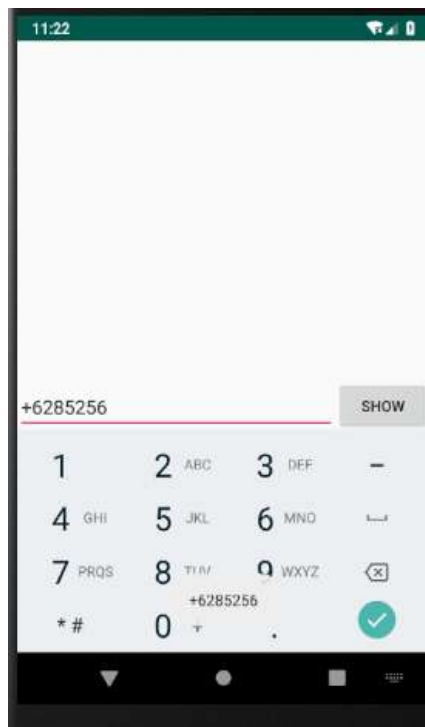 11:22
+6285256
SHOW
1
2 ABC
3 DEF
-
4 GHI
5 JKL
6 MNO
7 PRQS
8 TUV
9 WXYZ
+6285256
* #
0 +
.